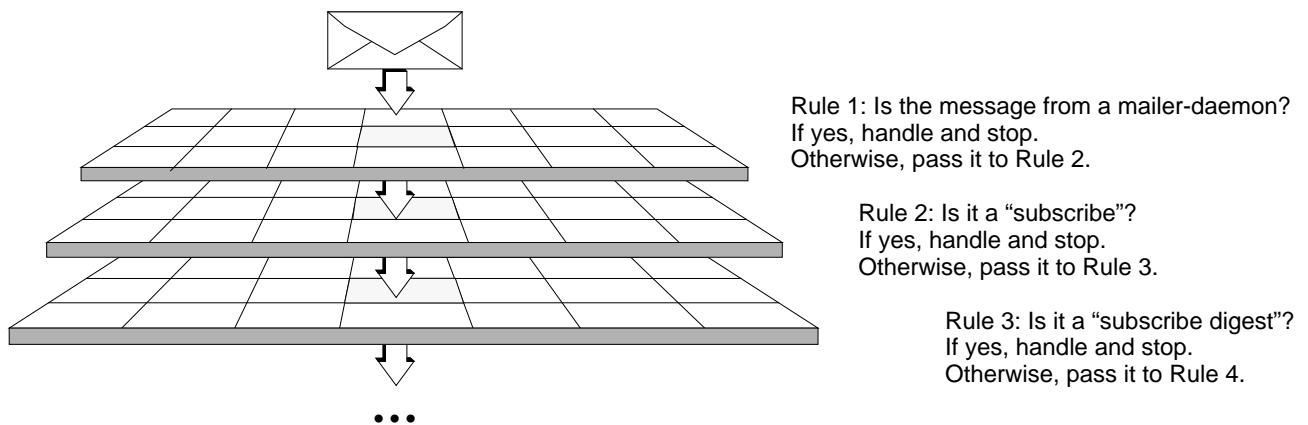 Rule 1: Is the message from a mailer-daemon?
If yes, handle and stop.
Otherwise, pass it to Rule 2.
Rule 2: Is it a “subscribe”?
If yes, handle and stop.
Otherwise, pass it to Rule 3.
Rule 3: Is it a “subscribe digest”?
If yes, handle and stop.
Otherwise, pass it to Rule 4.